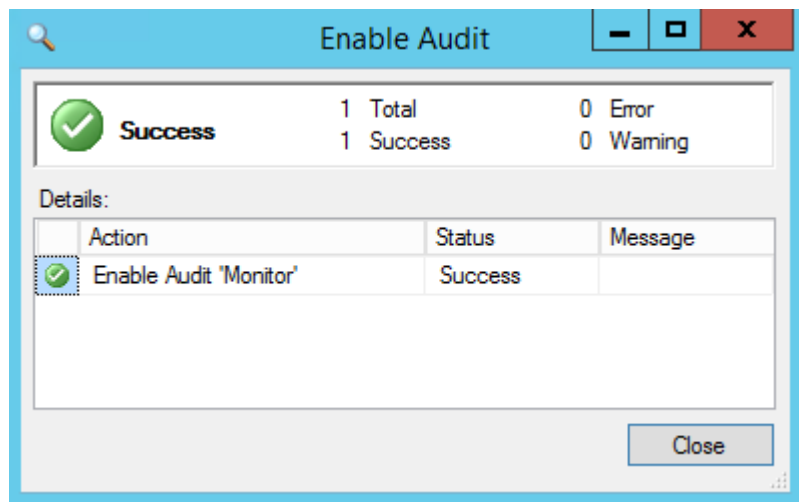 Enable Audit
Success
1 Total 0 Error
1 Success 0 Warning
Details:
Action Status Message
Enable Audit 'Monitor' Success
Close